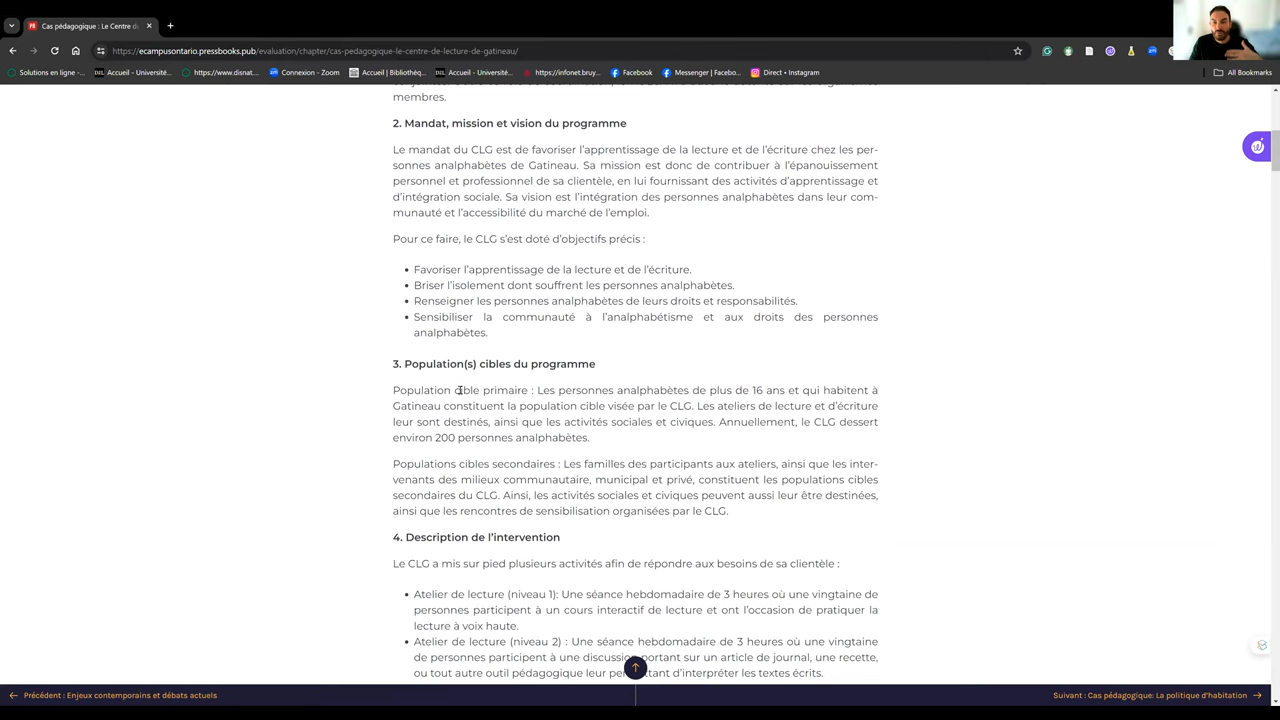 Cas pédagogique : Le Centre d
https://ecampusontario.pressbooks.pub/evaluation/chapter/cas-pedagogique-le-centre-de-lecture-de-gatineau/
Solutions en ligne -... Accueil - Université... https://www.disnat. Connexion - Zoom Accueil | Bibliothèq... Accueil - Université... https://infonet.bruy... Facebook Messenger | Faceb... Direct • Instagram All Bookmarks
membres.
2. Mandat, mission et vision du programme
Le mandat du CLG est de favoriser l’apprentissage de la lecture et de l’écriture chez les per-
sonnes analphabètes de Gatineau. Sa mission est donc de contribuer à l’épanouissement
personnel et professionnel de sa clientèle, en lui fournissant des activités d’apprentissage et
d’intégration sociale. Sa vision est l’intégration des personnes analphabètes dans leur com-
munauté et l’accessibilité du marché de l’emploi.
Pour ce faire, le CLG s’est doté d’objectifs précis :
• Favoriser l’apprentissage de la lecture et de l’écriture.
• Briser l’isolement dont souffrent les personnes analphabètes.
• Renseigner les personnes analphabètes de leurs droits et responsabilités.
• Sensibiliser la communauté à l’analphabétisme et aux droits des personnes
analphabètes.
3. Population(s) cibles du programme
Population cible primaire : Les personnes analphabètes de plus de 16 ans et qui habitent à
Gatineau constituent la population cible visée par le CLG. Les ateliers de lecture et d’écriture
leur sont destinés, ainsi que les activités sociales et civiques. Annuellement, le CLG dessert
environ 200 personnes analphabètes.
Populations cibles secondaires : Les familles des participants aux ateliers, ainsi que les inter-
venants des milieux communautaire, municipal et privé, constituent les populations cibles
secondaires du CLG. Ainsi, les activités sociales et civiques peuvent aussi leur être destinées,
ainsi que les rencontres de sensibilisation organisées par le CLG.
4. Description de l’intervention
Le CLG a mis sur pied plusieurs activités afin de répondre aux besoins de sa clientèle :
• Atelier de lecture (niveau 1): Une séance hebdomadaire de 3 heures où une vingtaine de
personnes participent à un cours interactif de lecture et ont l’occasion de pratiquer la
lecture à voix haute.
• Atelier de lecture (niveau 2) : Une séance hebdomadaire de 3 heures où une vingtaine
de personnes participent à une discussion portant sur un article de journal, une recette,
ou tout autre outil pédagogique leur permettant d’interpréter les textes écrits.
Précédent : Enjeux contemporains et débats actuels
Suivant : Cas pédagogique: La politique d’habitation